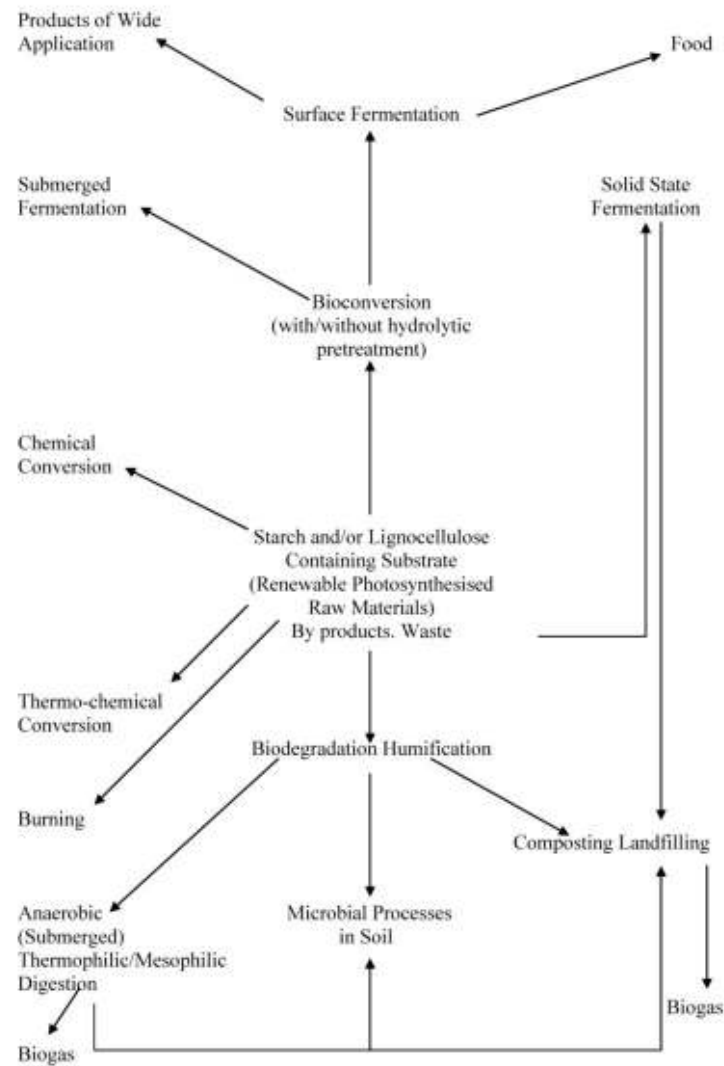 Products of Wide
Application
Food
Surface Fermentation
Submerged
Fermentation
Solid State
Fermentation
Bioconversion
(with/without hydrolytic
pretreatment)
Chemical
Conversion
Starch and/or Lignocellulose
Containing Substrate
(Renewable Photosynthesised
Raw Materials)
By products. Waste
Thermo-chemical
Conversion
Biodegradation Humification
Burning
Composting Landfilling
Anaerobic
(Submerged)
Thermophilic/Mesophilic
Digestion
Microbial Processes
in Soil
Biogas
Biogas